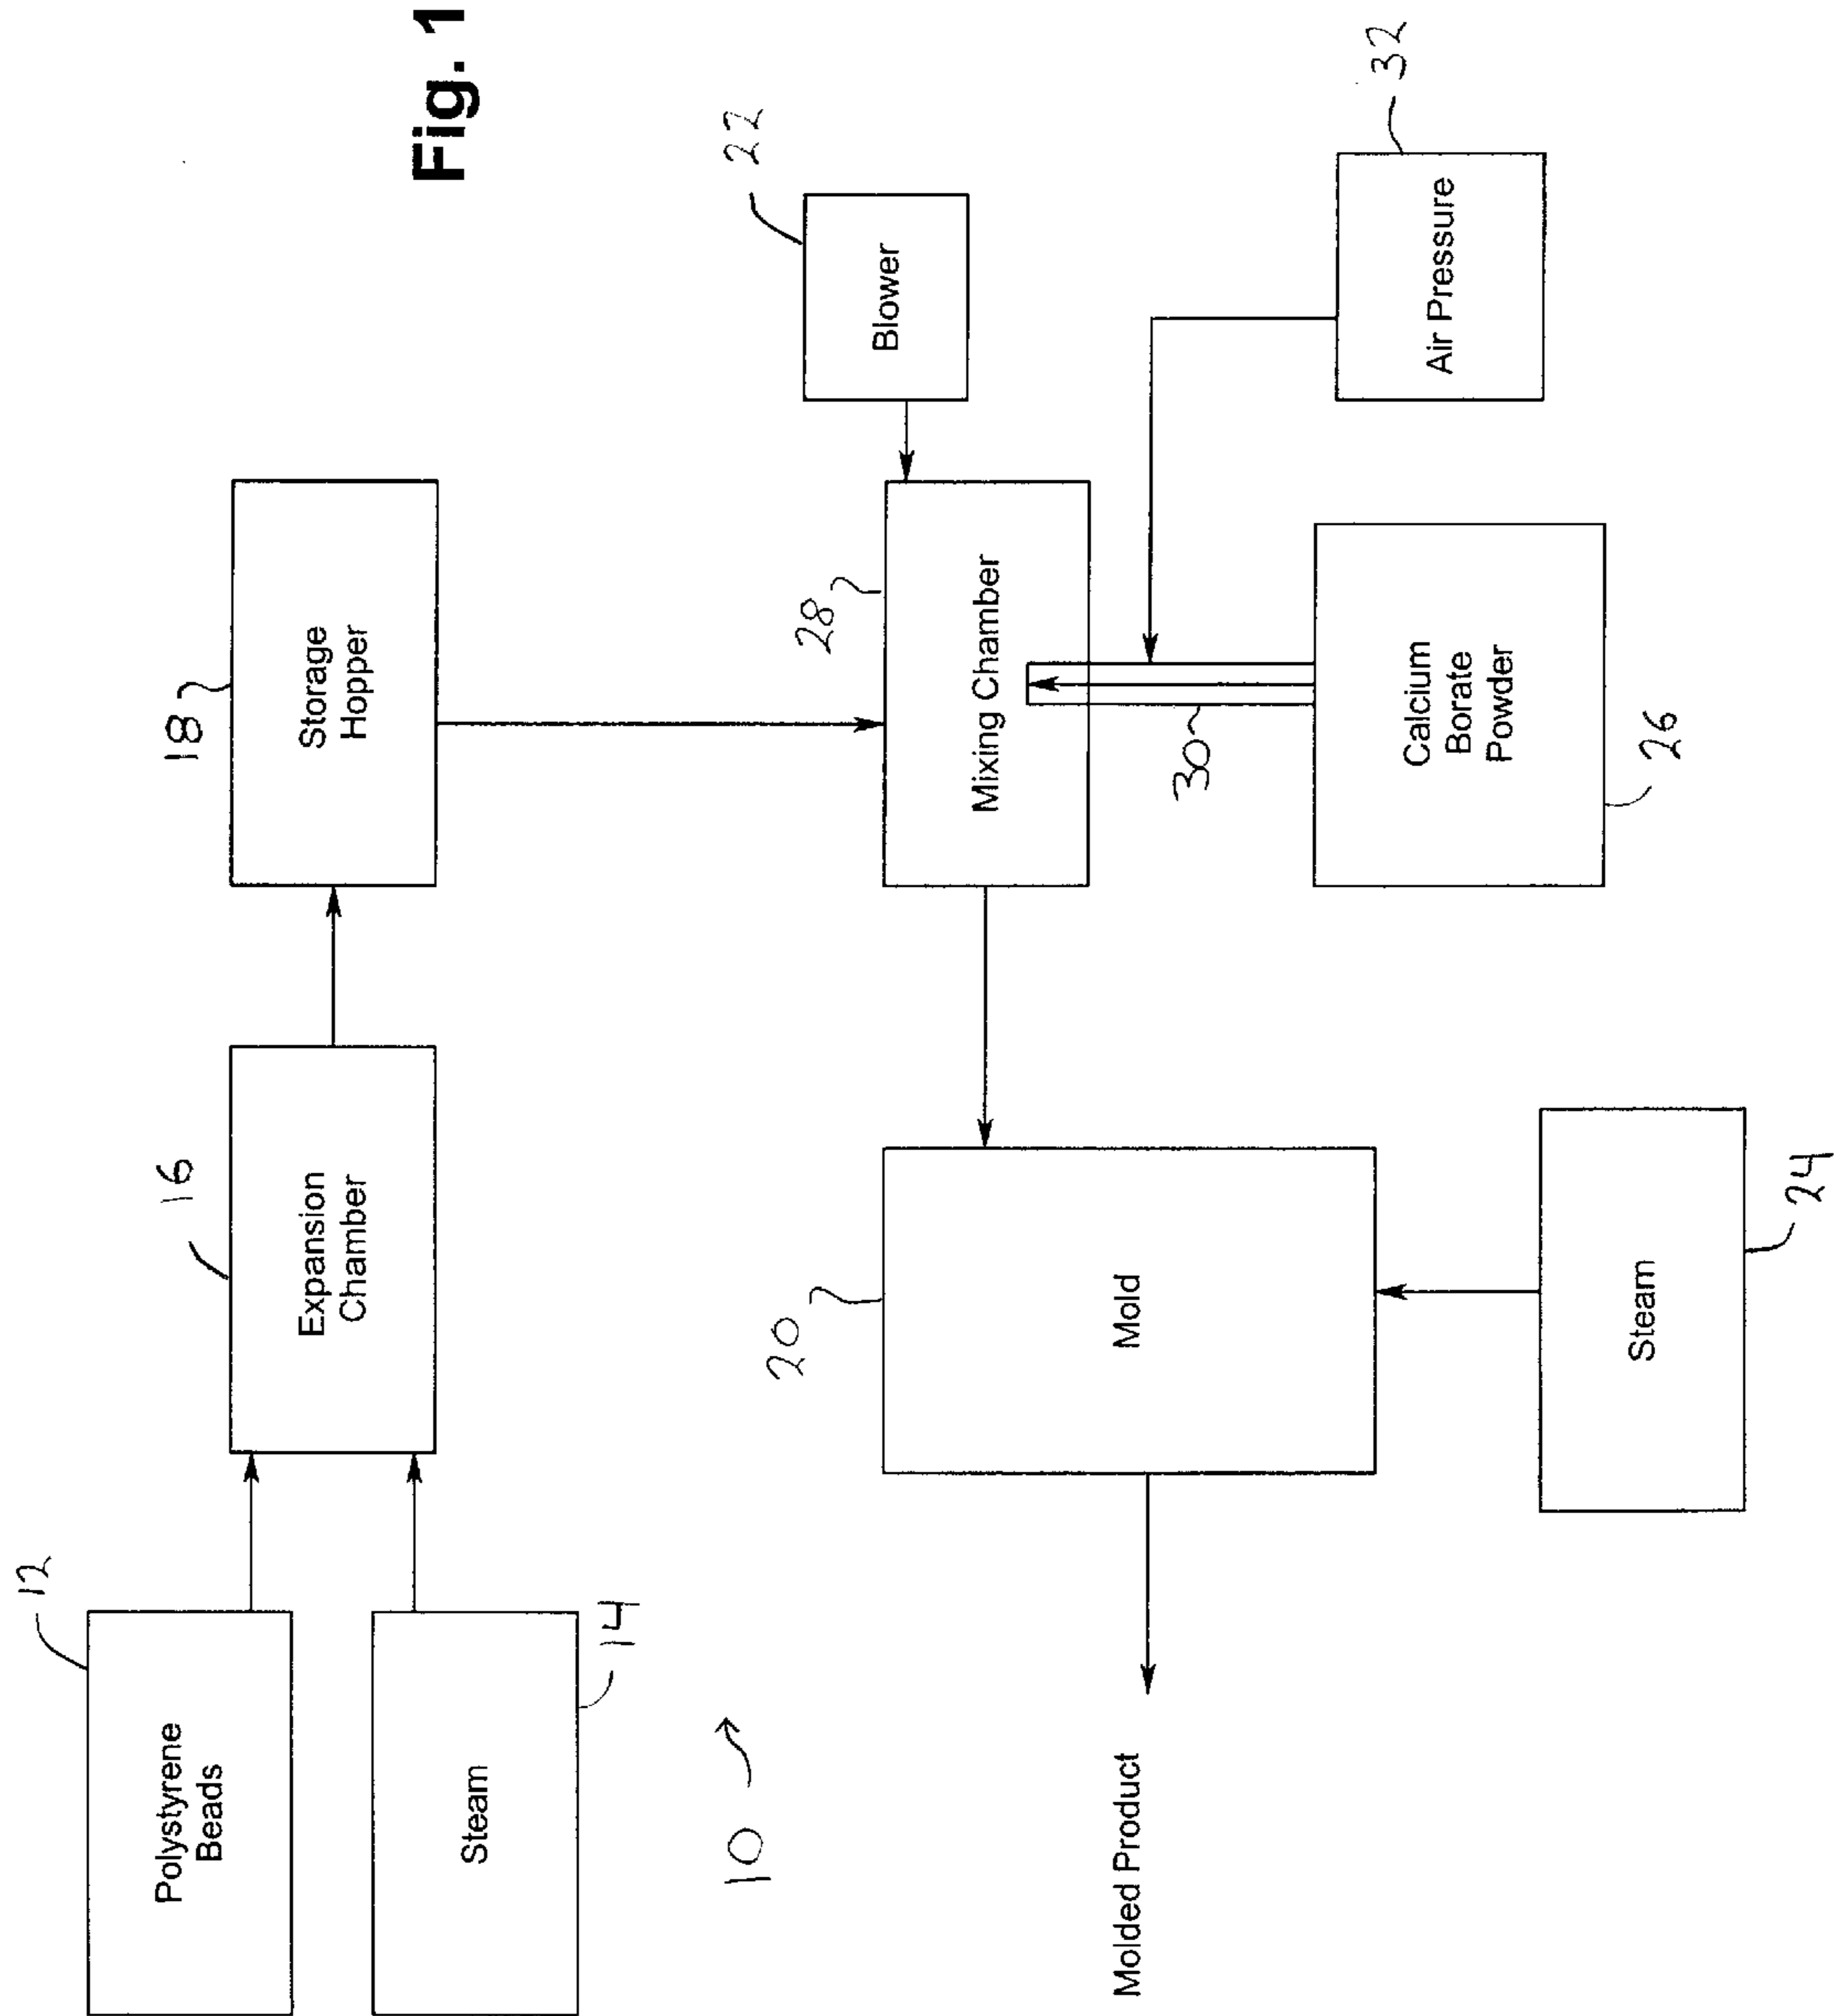 Fig. 1
12
Polystyrene
Beads
Steam
14
16
Expansion
Chamber
18
Storage
Hopper
10
Molded Product
20
Mold
Steam
24
28
Mixing Chamber
22
Blower
30
Calcium
Borate
Powder
26
Air Pressure
32